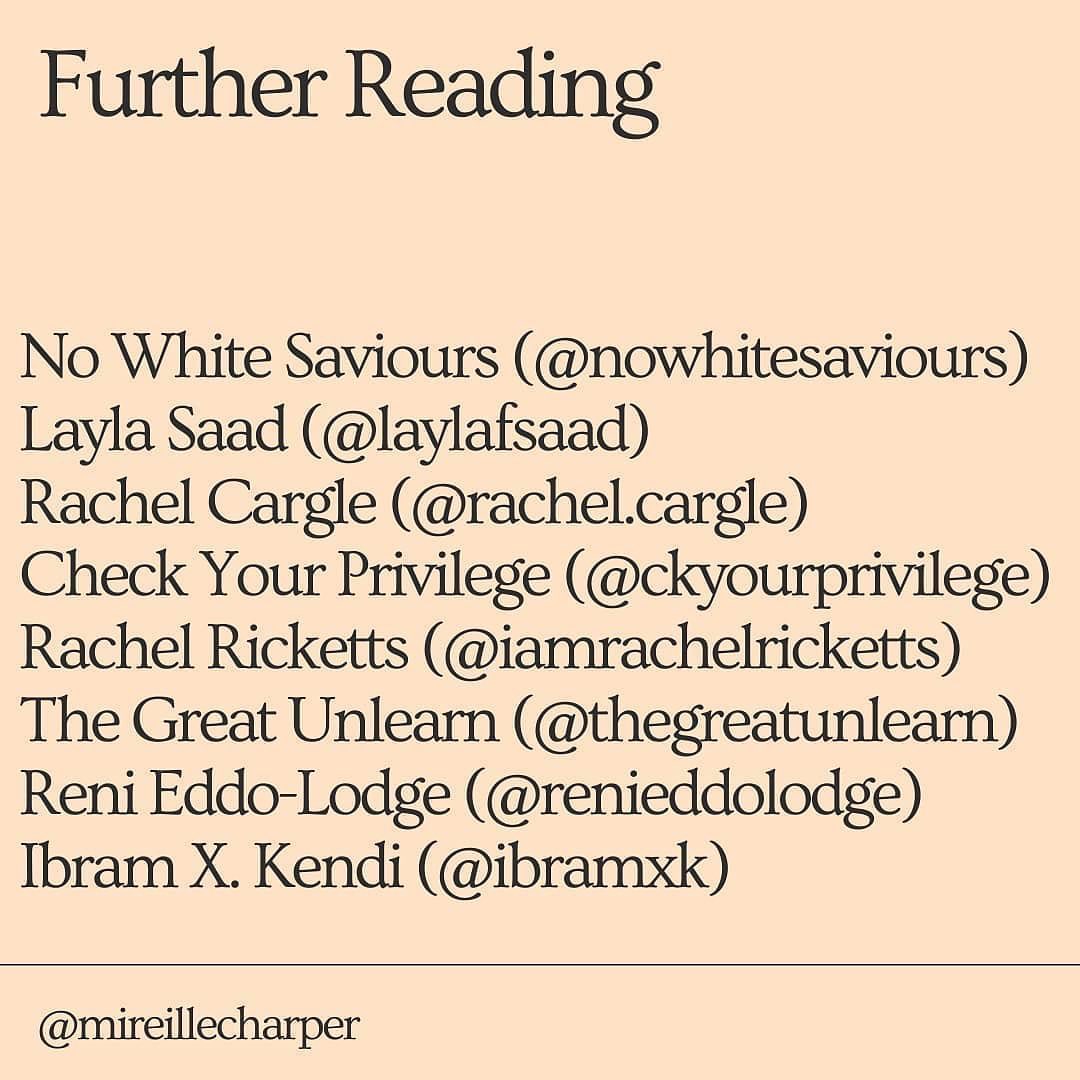 Further Reading
No White Saviours (@nowhitesaviours)
Layla Saad (@laylafsaad)
Rachel Cargle (@rachel.cargle)
Check Your Privilege (@ckyourprivilege)
Rachel Ricketts (@iamrachelricketts)
The Great Unlearn (@thegreatunlearn)
Reni Eddo-Lodge (@renieddolodge)
Ibram X. Kendi (@ibramxk)
@mireillecharper